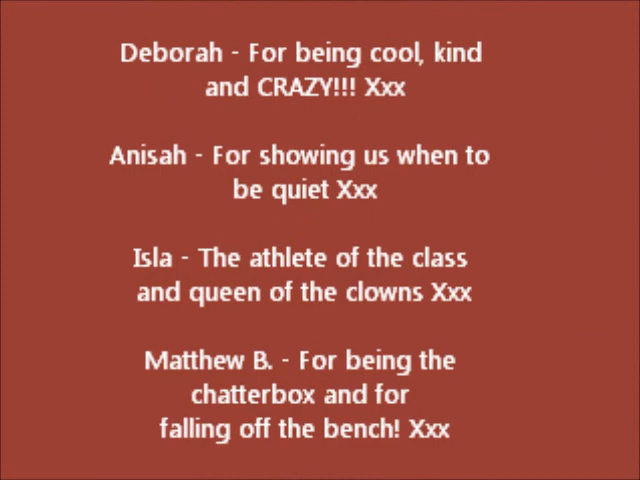 Deborah - For being cool, kind
and CRAZY!!! Xxx
Anisah - For showing us when to
be quiet Xxx
Isla - The athlete of the class
and queen of the clowns Xxx
Matthew B. - For being the
chatterbox and for
falling off the bench! Xxx